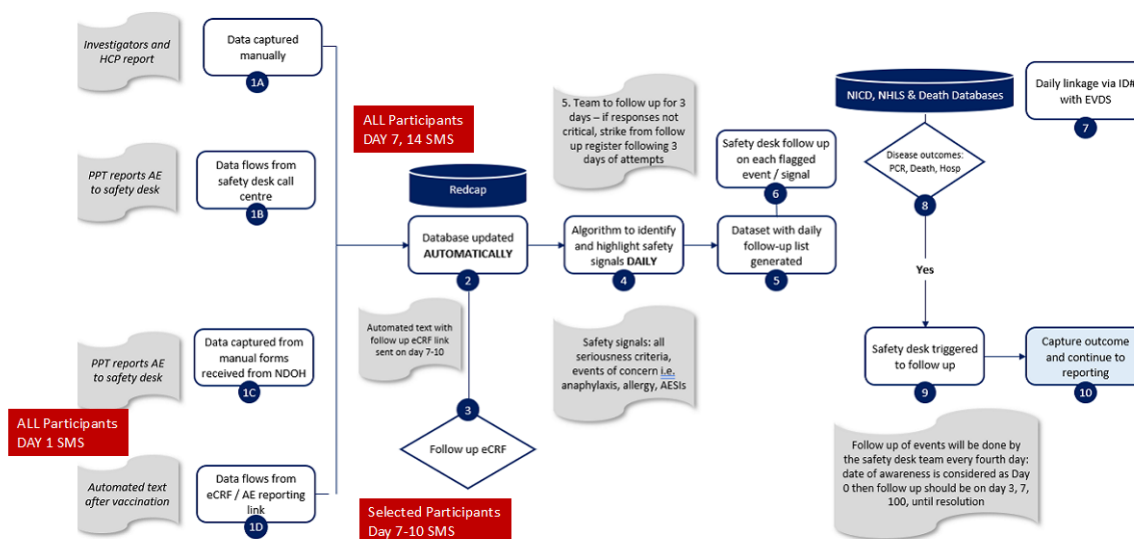 Investigators and
HCP report
Data captured
manually
1A
PPT reports AE
to safety desk
Data flows from
safety desk call
centre
1B
PPT reports AE
to safety desk
Data captured
from manual forms
received from NDOH
1C
ALL Participants
DAY 1 SMS
Automated text
after vaccination
Data flows from
eCRF / AE reporting
link
1D
ALL Participants
DAY 7, 14 SMS
Redcap
Database updated
AUTOMATICALLY
2
Automated text with
follow up eCRF link
sent on day 7-10
3
Follow up eCRF
Selected Participants
Day 7-10 SMS
5. Team to follow up for 3
days – if responses not
critical, strike from follow
up register following 3
days of attempts
Algorithm to identify
and highlight safety
signals DAILY
4
Safety signals: all
seriousness criteria,
events of concern i.e.
anaphylaxis, allergy, AESIs
Safety desk follow up
on each flagged
event / signal
6
Dataset with daily
follow-up list
generated
5
NICD, NHLS & Death Databases
Daily linkage via ID#
with EVDS
7
Disease outcomes:
PCR, Death, Hosp
8
Yes
Safety desk triggered
to follow up
9
Capture outcome
and continue to
reporting
10
Follow up of events will be done by
the safety desk team every fourth day:
date of awareness is considered as Day
0 then follow up should be on day 3, 7,
100, until resolution